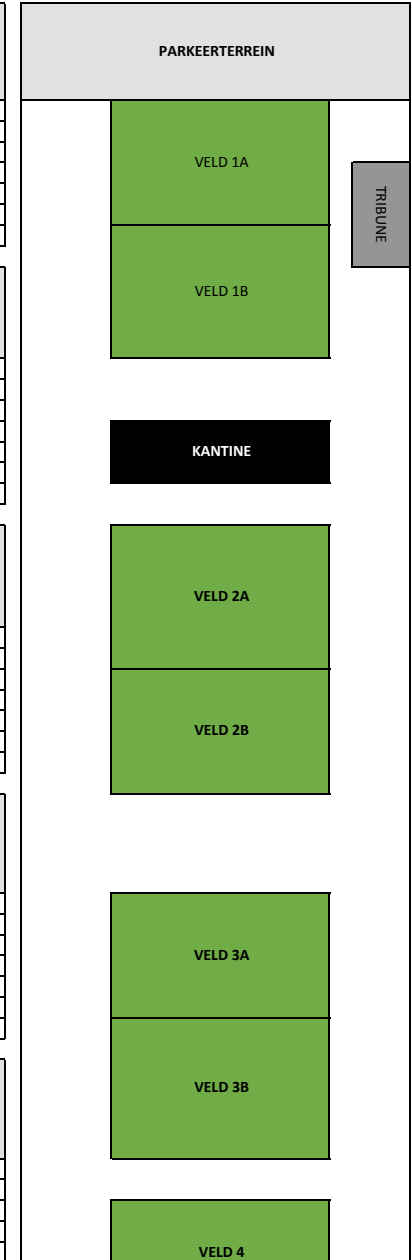 PARKEERTERREIN
VELD 1A
TRIBUNE
VELD 1B
KANTINE
VELD 2A
VELD 2B
VELD 3A
VELD 3B
VELD 4